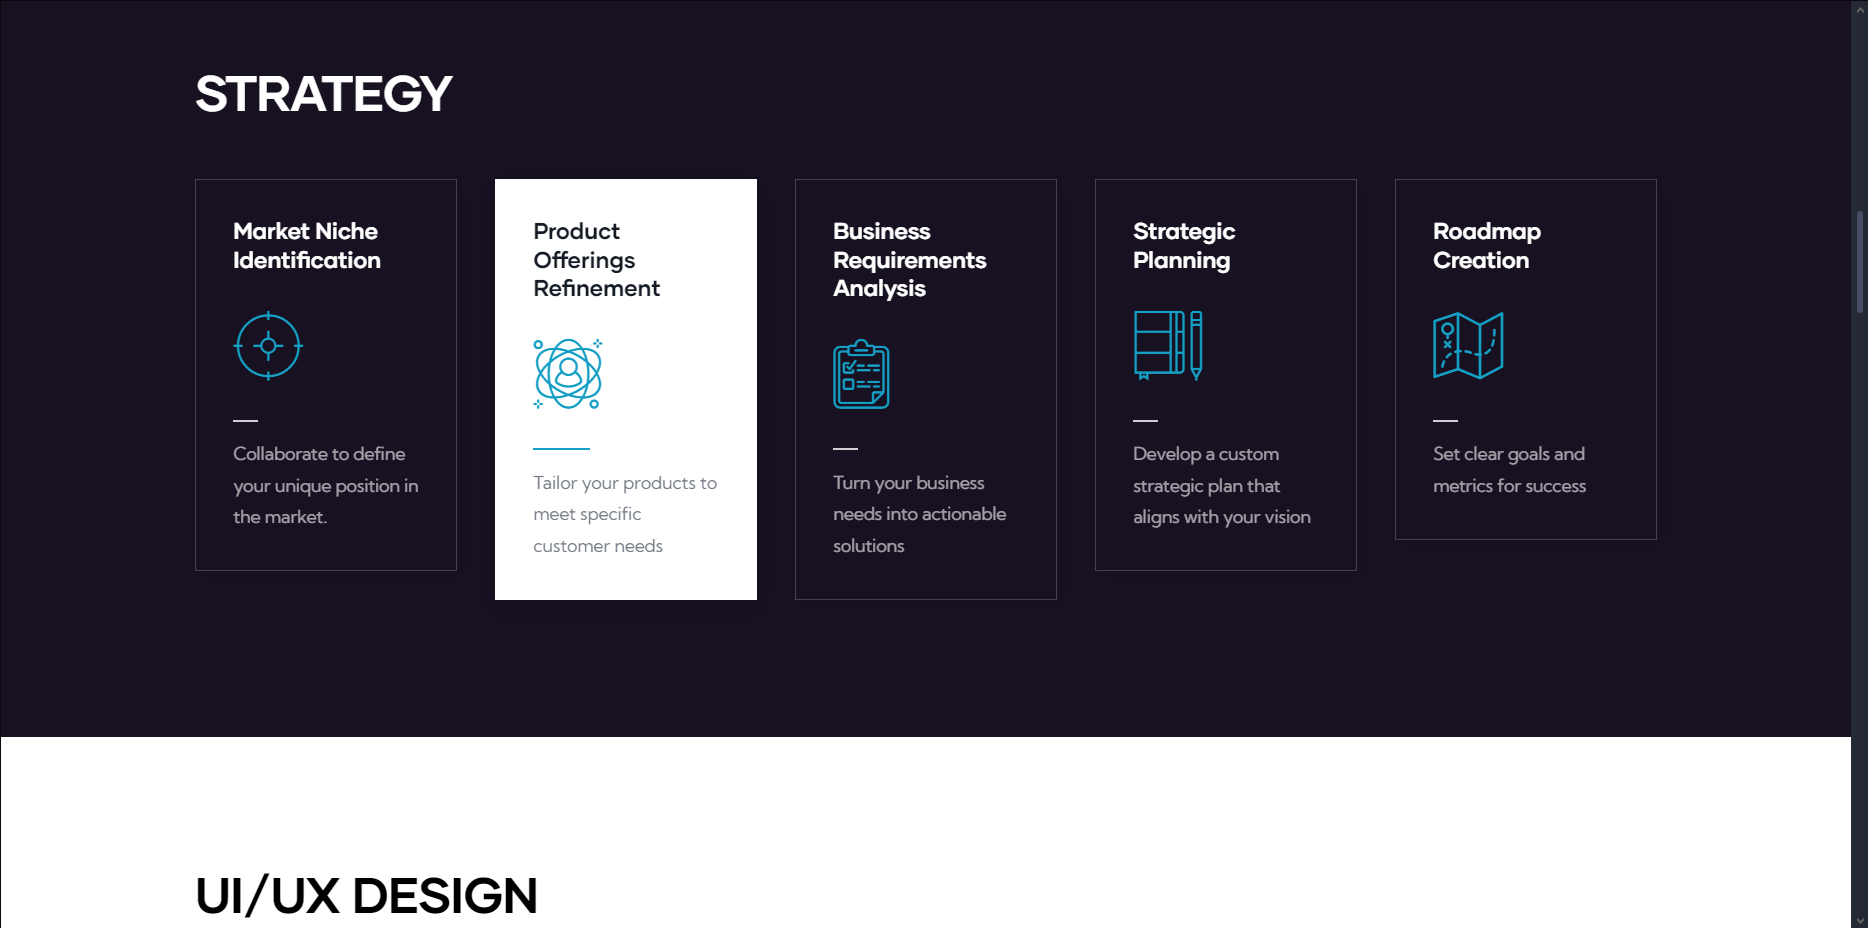 STRATEGY
Market Niche
Identification
Collaborate to define
your unique position in
the market.
Product
Offerings
Refinement
Tailor your products to
meet specific
customer needs
Business
Requirements
Analysis
Turn your business
needs into actionable
solutions
Strategic
Planning
Develop a custom
strategic plan that
aligns with your vision
Roadmap
Creation
Set clear goals and
metrics for success
UI/UX DESIGN